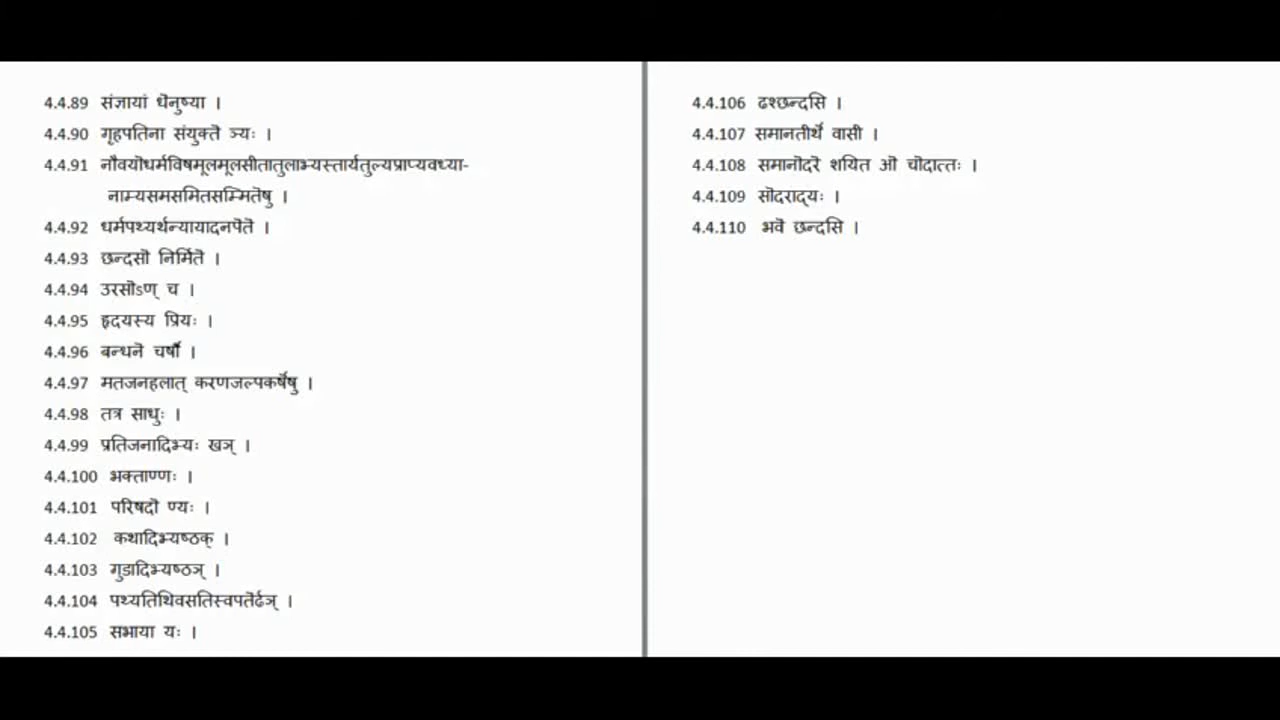 4.4.89 संज्ञायां धॆनुष्या ।
4.4.90 गृहपतिना संयुक्तॆ ञ्यः ।
4.4.91 नौवयॊधर्मविषमूलमूलसीतातुलाभ्यस्तार्यतुल्यप्राप्यवध्या-
नाम्यसमसमितसम्मितॆषु ।
4.4.92 धर्मपथ्यर्थन्यायादनपॆतॆ ।
4.4.93 छन्दसॊ निर्मितॆ ।
4.4.94 उरसॊऽण् च ।
4.4.95 हृदयस्य प्रियः ।
4.4.96 बन्धनॆ चर्षौ ।
4.4.97 मतजनहलात् करणजल्पकर्षॆषु ।
4.4.98 तत्र साधुः ।
4.4.99 प्रतिजनादिभ्यः खञ् ।
4.4.100 भक्ताण्णः ।
4.4.101 परिषदॊ ण्यः ।
4.4.102 कथादिभ्यष्ठक् ।
4.4.103 गुडादिभ्यष्ठञ् ।
4.4.104 पथ्यतिथिवसतिस्वपतॆर्ढञ् ।
4.4.105 सभाया यः ।
4.4.106 ढश्छन्दसि ।
4.4.107 समानतीर्थॆ वासी ।
4.4.108 समानॊदरॆ शयित ऒ चॊदात्तः ।
4.4.109 सॊदराद्यः ।
4.4.110 भवॆ छन्दसि ।